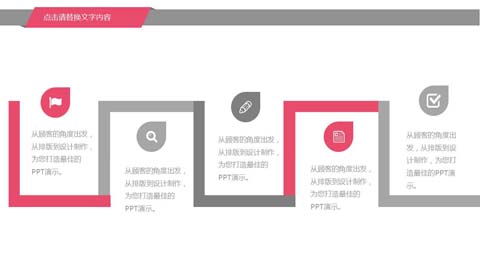 点击请替换文字内容
从顾客的角度出发，
从排版到设计制作，
为您打造最佳的
PPT演示。
从顾客的角度出发，
从排版到设计制作，
为您打造最佳的
PPT演示。
从顾客的角度出发，
从排版到设计制作，
为您打造最佳的
PPT演示。
从顾客的角度出发，
从排版到设计制作，
为您打造最佳的
PPT演示。
从顾客的角度出
发，从排版到设
计制作，为您打
造最佳的PPT演
示。